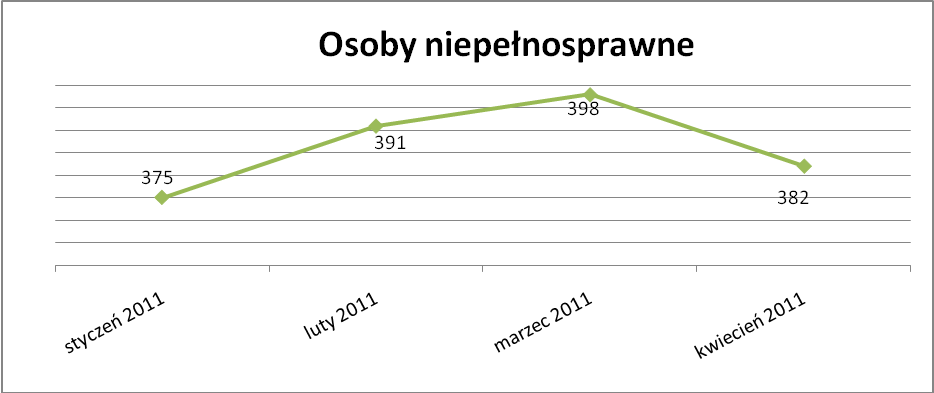 Osoby niepełnosprawne
375
391
398
382
styczeń 2011
luty 2011
marzec 2011
kwiecień 2011